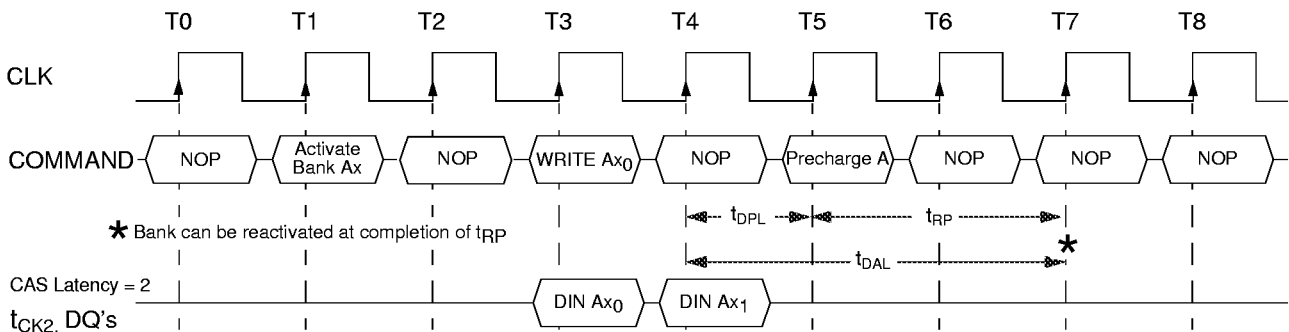 T0 T1 T2 T3 T4 T5 T6 T7 T8
CLK
COMMAND NOP Activate Bank Ax NOP WRITE Ax0 NOP Precharge A NOP NOP NOP
tDPL tRP
* Bank can be reactivated at completion of tRP
*
tDAL
CAS Latency = 2
tCK2, DQ's DIN Ax0 DIN Ax1